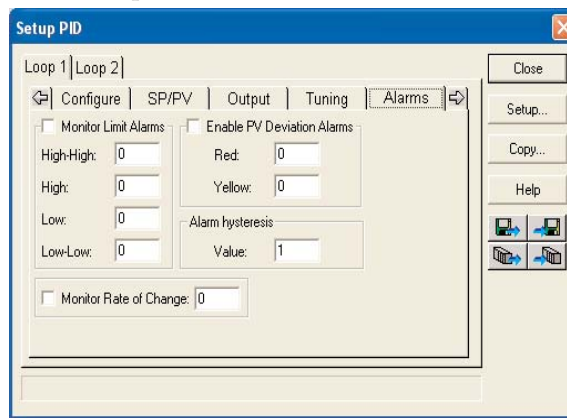 Setup PID
Loop 1 Loop 2
Configure SP/PV Output Tuning Alarms
Monitor Limit Alarms
High-High: 0
High: 0
Low: 0
Low-Low: 0
Enable PV Deviation Alarms
Red: 0
Yellow: 0
Alarm hysteresis
Value: 1
Monitor Rate of Change: 0
Close
Setup...
Copy...
Help